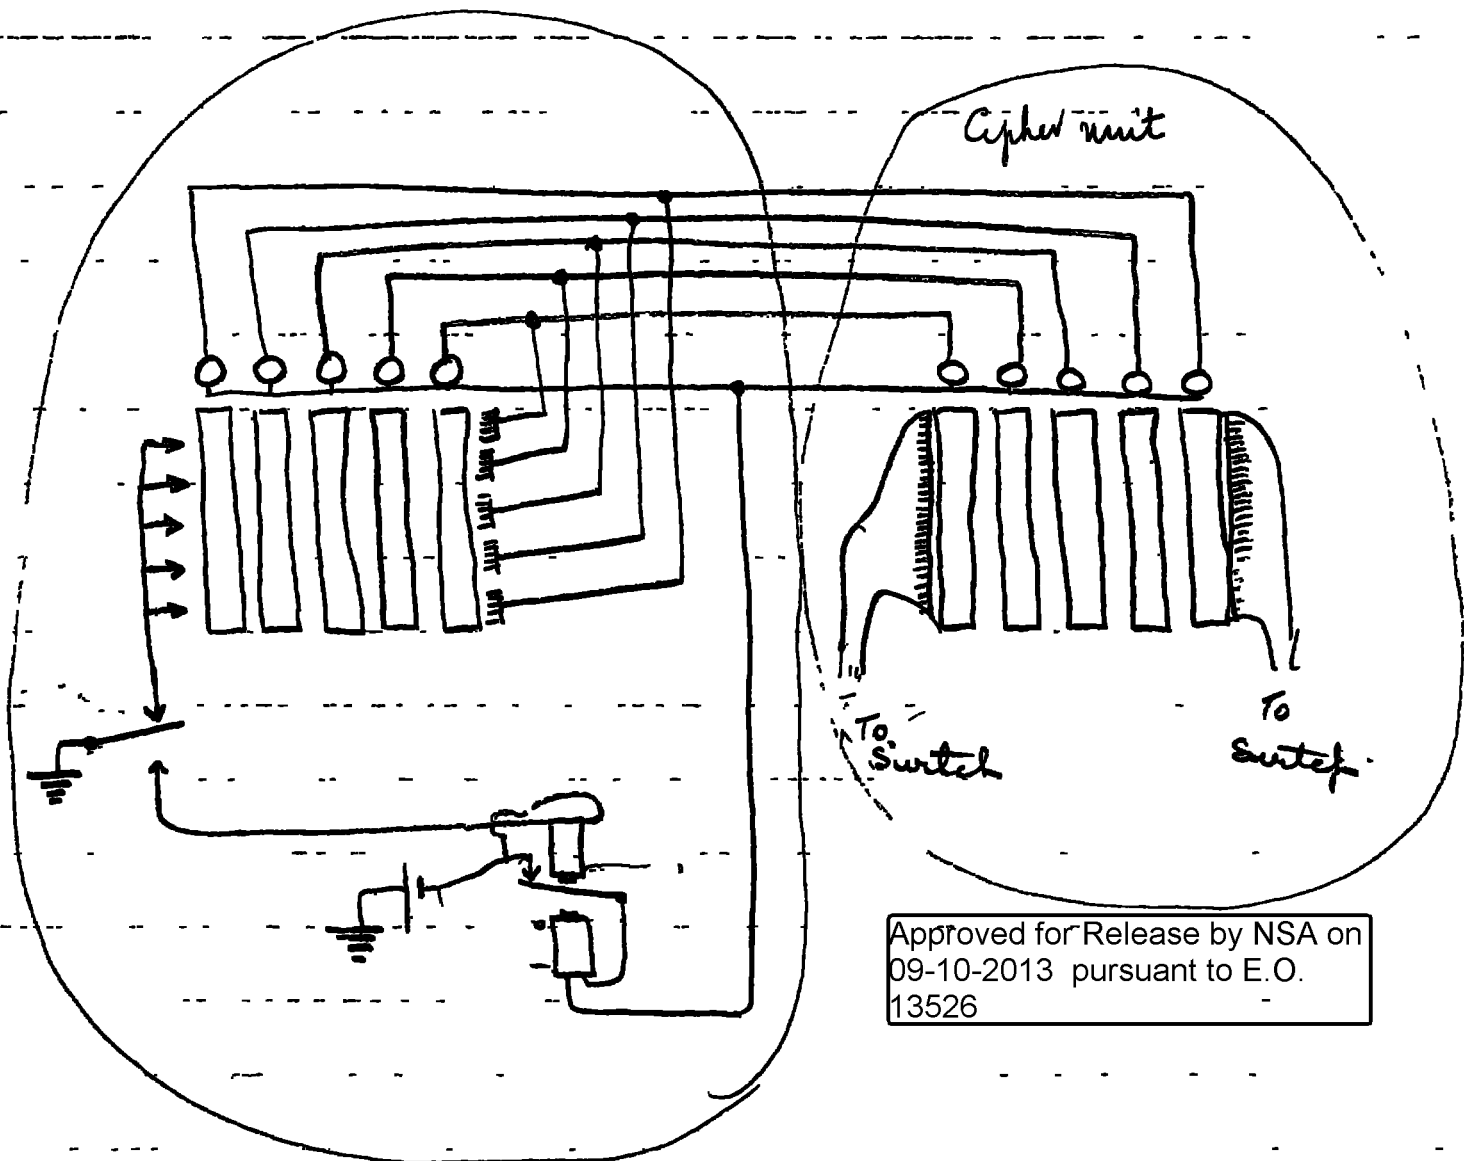 Cipher unit
To
Switch
To
Switch
Approved for Release by NSA on
09-10-2013 pursuant to E.O.
13526